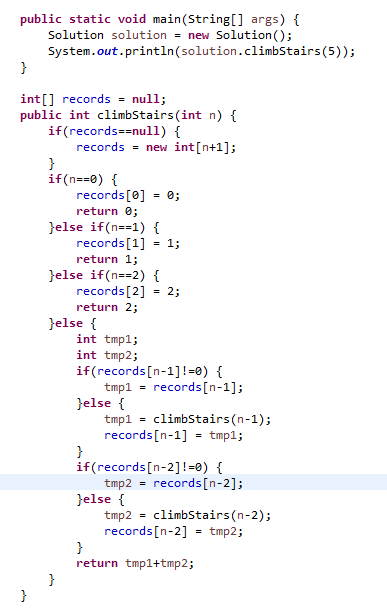 public static void main(String[] args) {
    Solution solution = new Solution();
    System.out.println(solution.climbStairs(5));
}

int[] records = null;
public int climbStairs(int n) {
    if(records==null) {
        records = new int[n+1];
    }
    if(n==0) {
        records[0] = 0;
        return 0;
    }else if(n==1) {
        records[1] = 1;
        return 1;
    }else if(n==2) {
        records[2] = 2;
        return 2;
    }else {
        int tmp1;
        int tmp2;
        if(records[n-1]!=0) {
            tmp1 = records[n-1];
        }else {
            tmp1 = climbStairs(n-1);
            records[n-1] = tmp1;
        }
        if(records[n-2]!=0) {
            tmp2 = records[n-2];
        }else {
            tmp2 = climbStairs(n-2);
            records[n-2] = tmp2;
        }
        return tmp1+tmp2;
    }
}